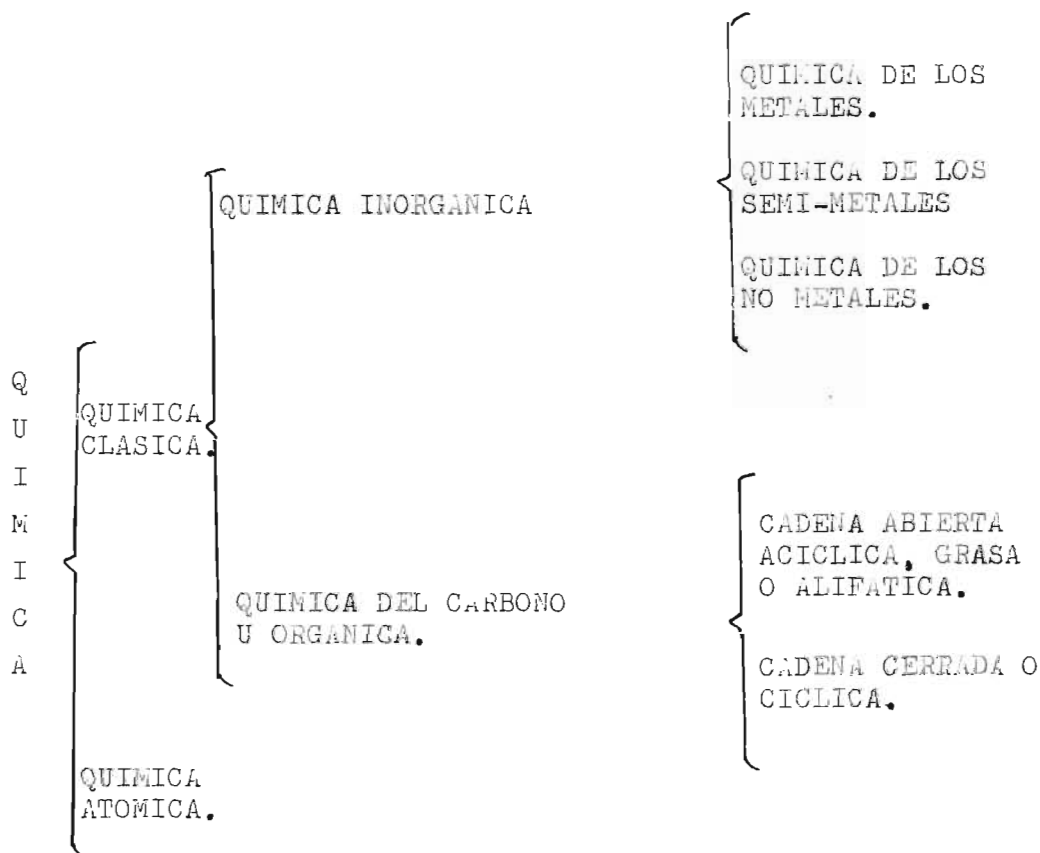 Q
U
I
M
I
C
A
QUIMICA
CLASICA.
QUIMICA INORGANICA
QUIMICA DE LOS
METALES.
QUIMICA DE LOS
SEMI-METALES
QUIMICA DE LOS
NO METALES.
QUIMICA DEL CARBONO
U ORGANICA.
CADENA ABIERTA
ACICLICA, GRASA
O ALIFATICA.
CADENA CERRADA O
CICLICA.
QUIMICA
ATOMICA.